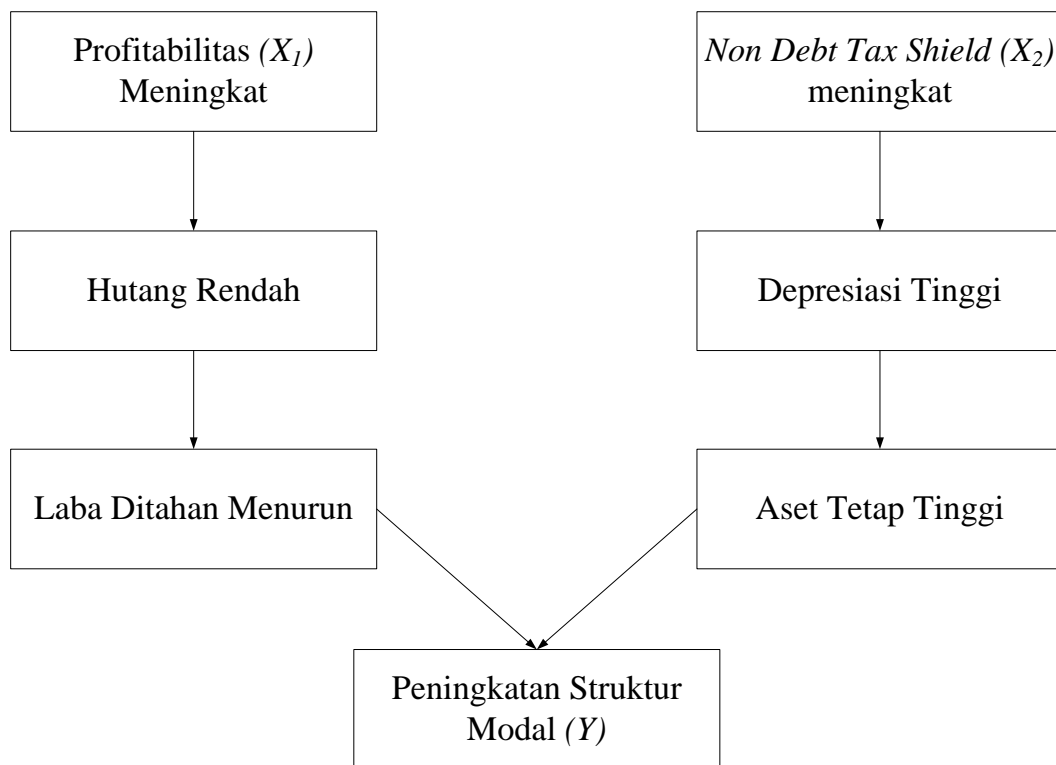 Profitabilitas (X1)
Meningkat
Non Debt Tax Shield (X2)
meningkat
Hutang Rendah
Depresiasi Tinggi
Laba Ditahan Menurun
Aset Tetap Tinggi
Peningkatan Struktur
Modal (Y)